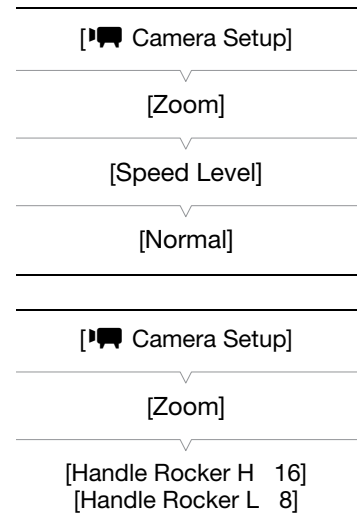 [ Camera Setup]
[Zoom]
[Speed Level]
[Normal]
[ Camera Setup]
[Zoom]
[Handle Rocker H 16]
[Handle Rocker L 8]